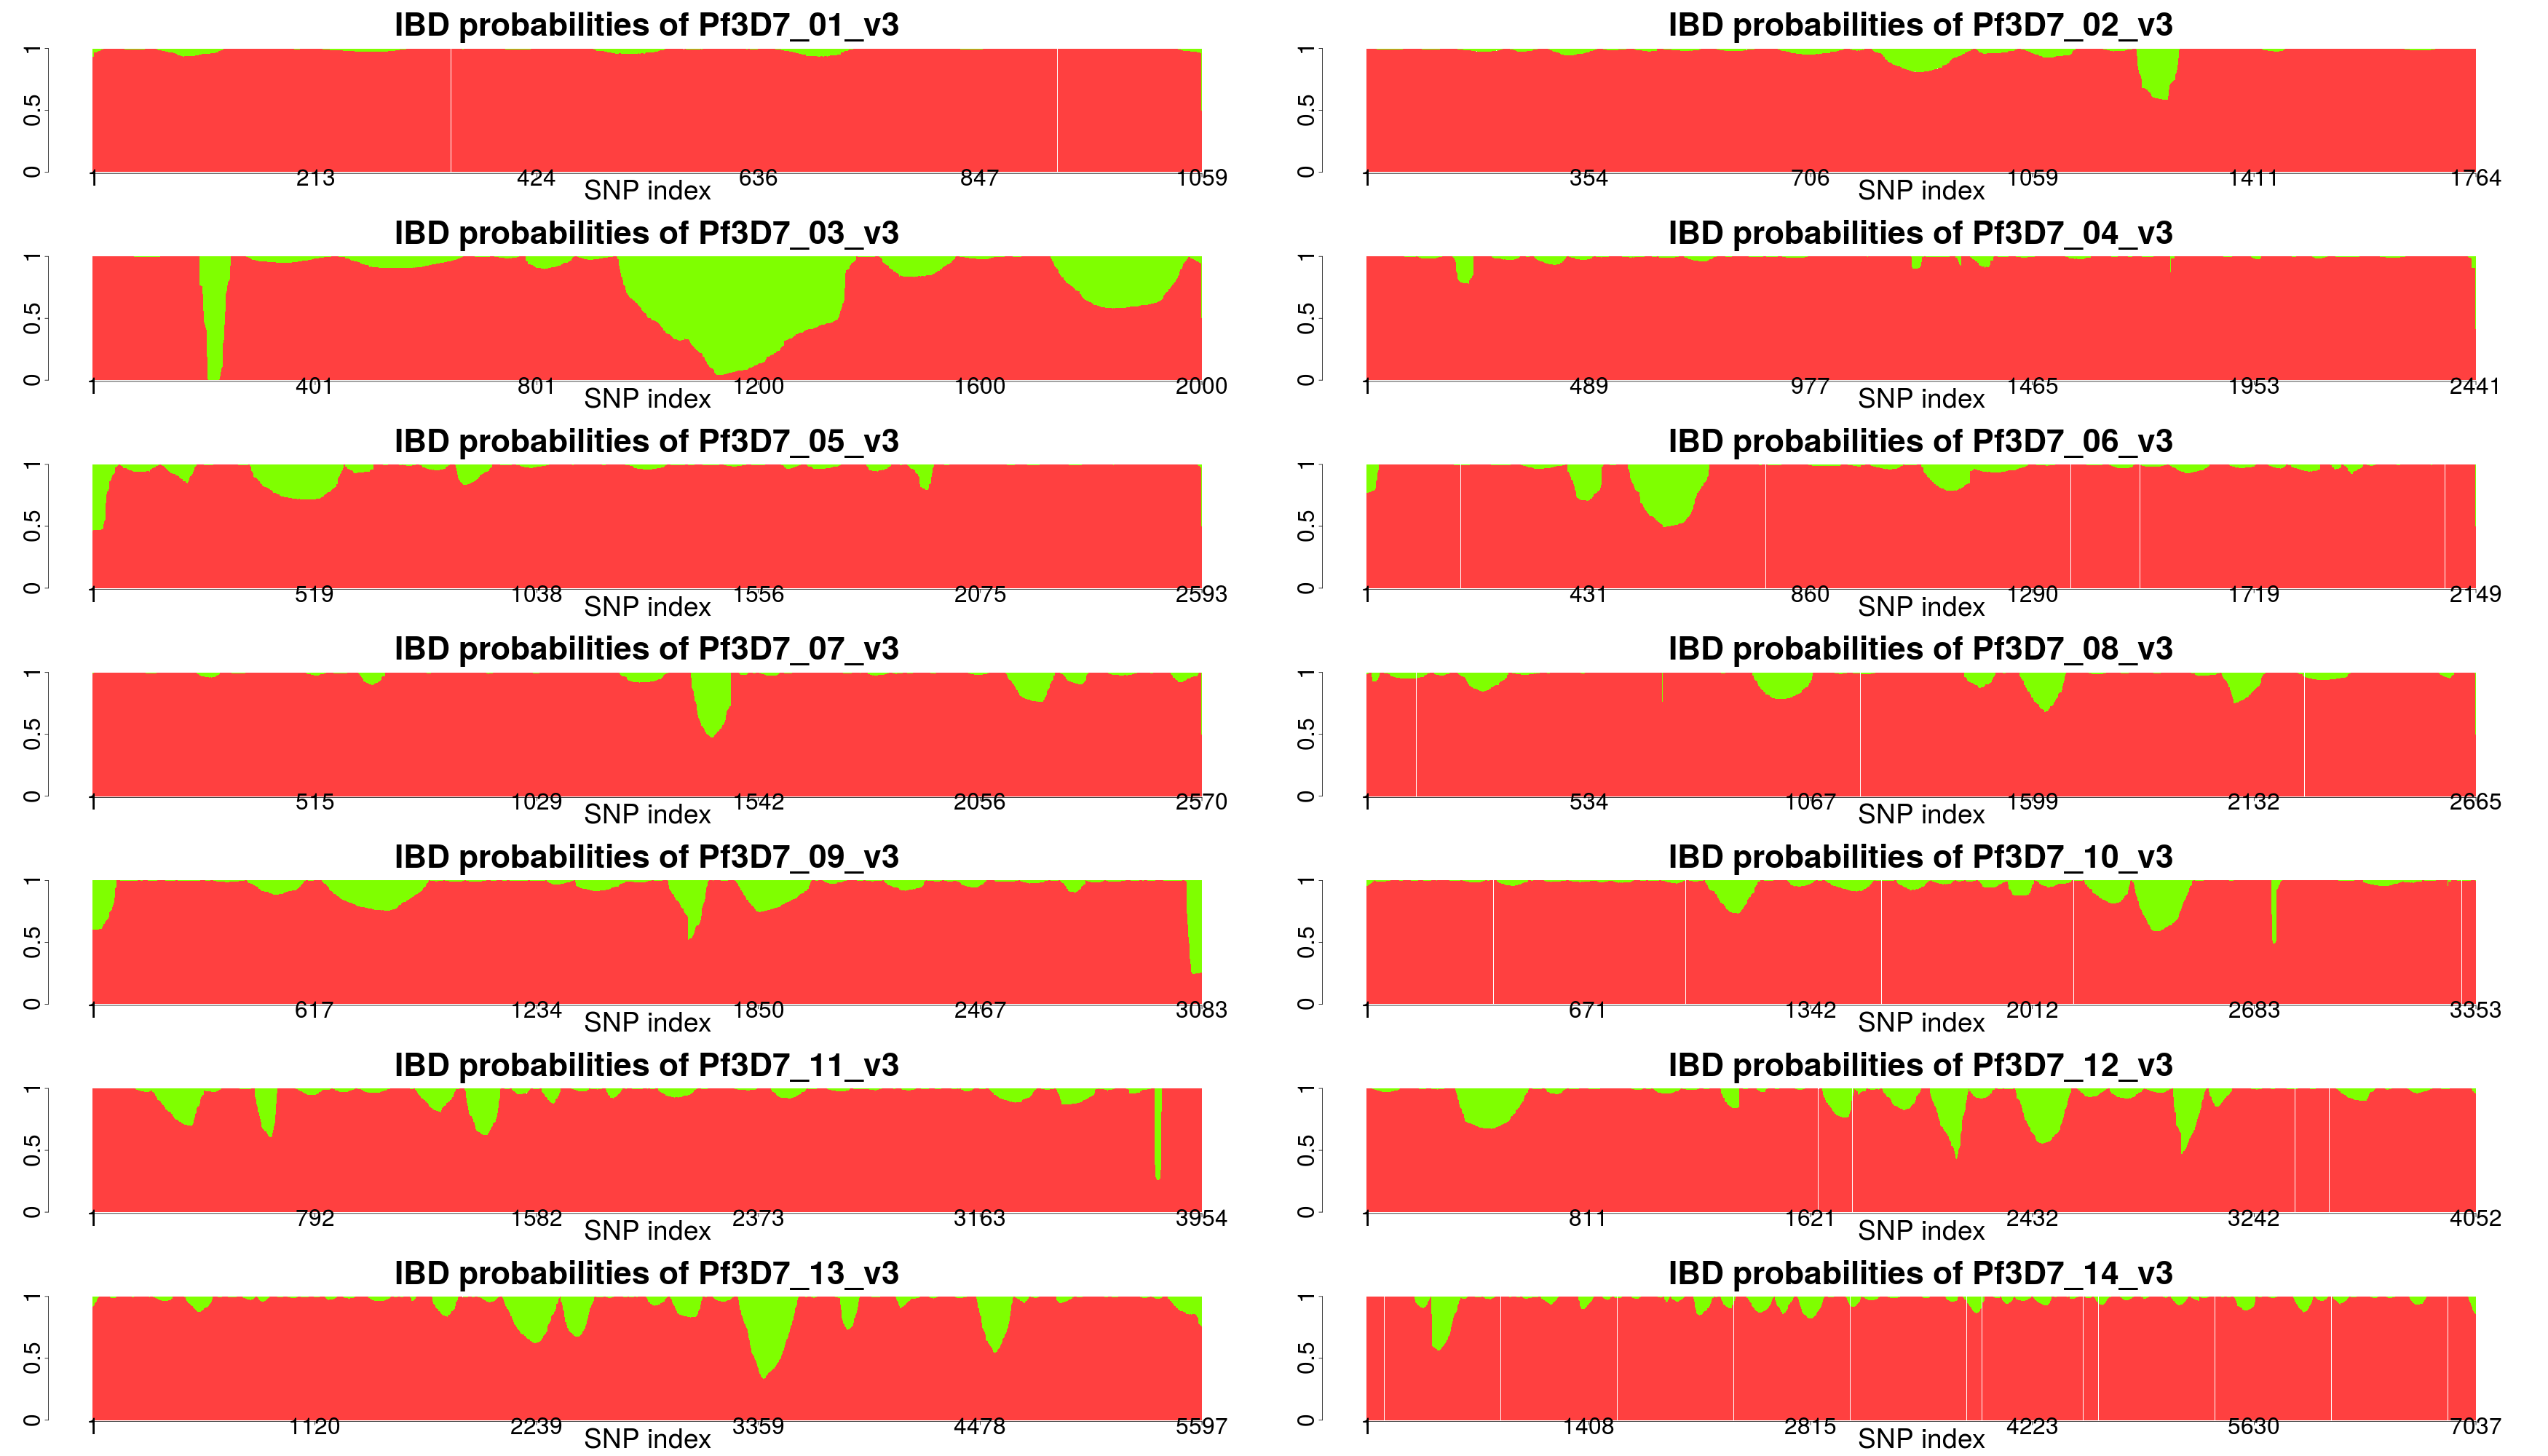 IBD probabilities of Pf3D7_01_v3
0 0.5 1
1 213 424 636 847 1059
SNP index
IBD probabilities of Pf3D7_02_v3
0 0.5 1
1 354 706 1059 1411 1764
SNP index
IBD probabilities of Pf3D7_03_v3
0 0.5 1
1 401 801 1200 1600 2000
SNP index
IBD probabilities of Pf3D7_04_v3
0 0.5 1
1 489 977 1465 1953 2441
SNP index
IBD probabilities of Pf3D7_05_v3
0 0.5 1
1 519 1038 1556 2075 2593
SNP index
IBD probabilities of Pf3D7_06_v3
0 0.5 1
1 431 860 1290 1719 2149
SNP index
IBD probabilities of Pf3D7_07_v3
0 0.5 1
1 515 1029 1542 2056 2570
SNP index
IBD probabilities of Pf3D7_08_v3
0 0.5 1
1 534 1067 1599 2132 2665
SNP index
IBD probabilities of Pf3D7_09_v3
0 0.5 1
1 617 1234 1850 2467 3083
SNP index
IBD probabilities of Pf3D7_10_v3
0 0.5 1
1 671 1342 2012 2683 3353
SNP index
IBD probabilities of Pf3D7_11_v3
0 0.5 1
1 792 1582 2373 3163 3954
SNP index
IBD probabilities of Pf3D7_12_v3
0 0.5 1
1 811 1621 2432 3242 4052
SNP index
IBD probabilities of Pf3D7_13_v3
0 0.5 1
1 1120 2239 3359 4478 5597
SNP index
IBD probabilities of Pf3D7_14_v3
0 0.5 1
1 1408 2815 4223 5630 7037
SNP index